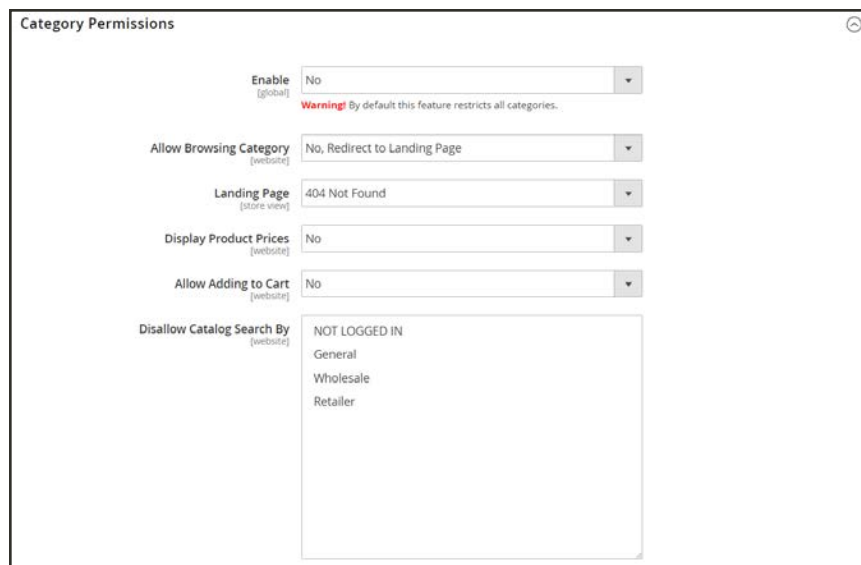 Category Permissions
Enable
[global]
No
Warning! By default this feature restricts all categories.
Allow Browsing Category
[website]
No, Redirect to Landing Page
Landing Page
[store view]
404 Not Found
Display Product Prices
[website]
No
Allow Adding to Cart
[website]
No
Disallow Catalog Search By
[website]
NOT LOGGED IN
General
Wholesale
Retailer